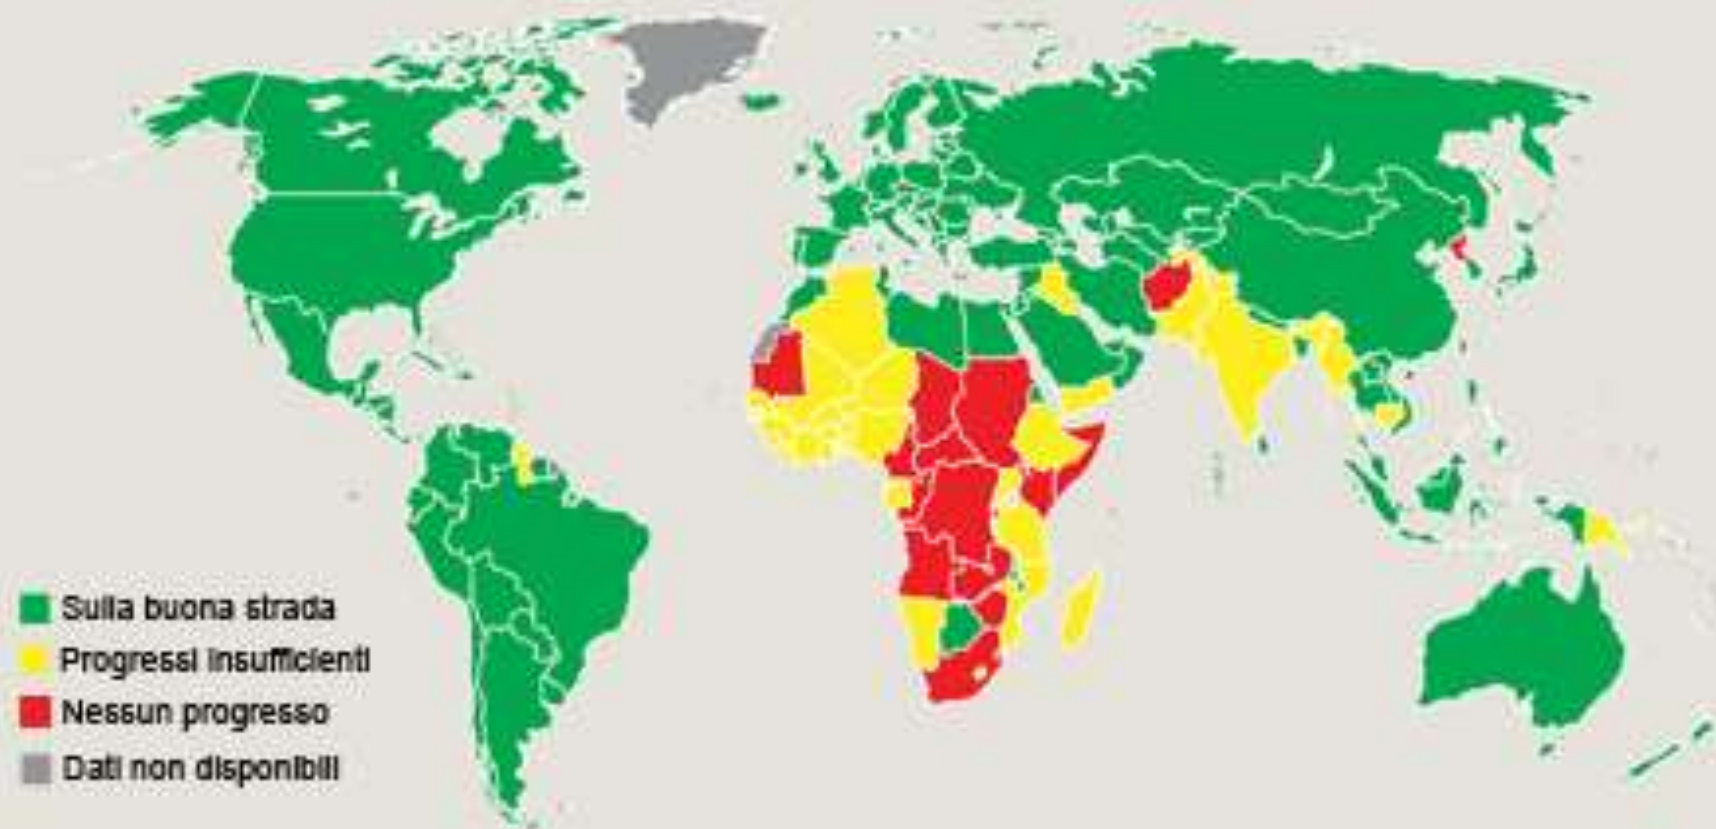 Sulla buona strada
Progressi insufficienti
Nessun progresso
Dati non disponibili